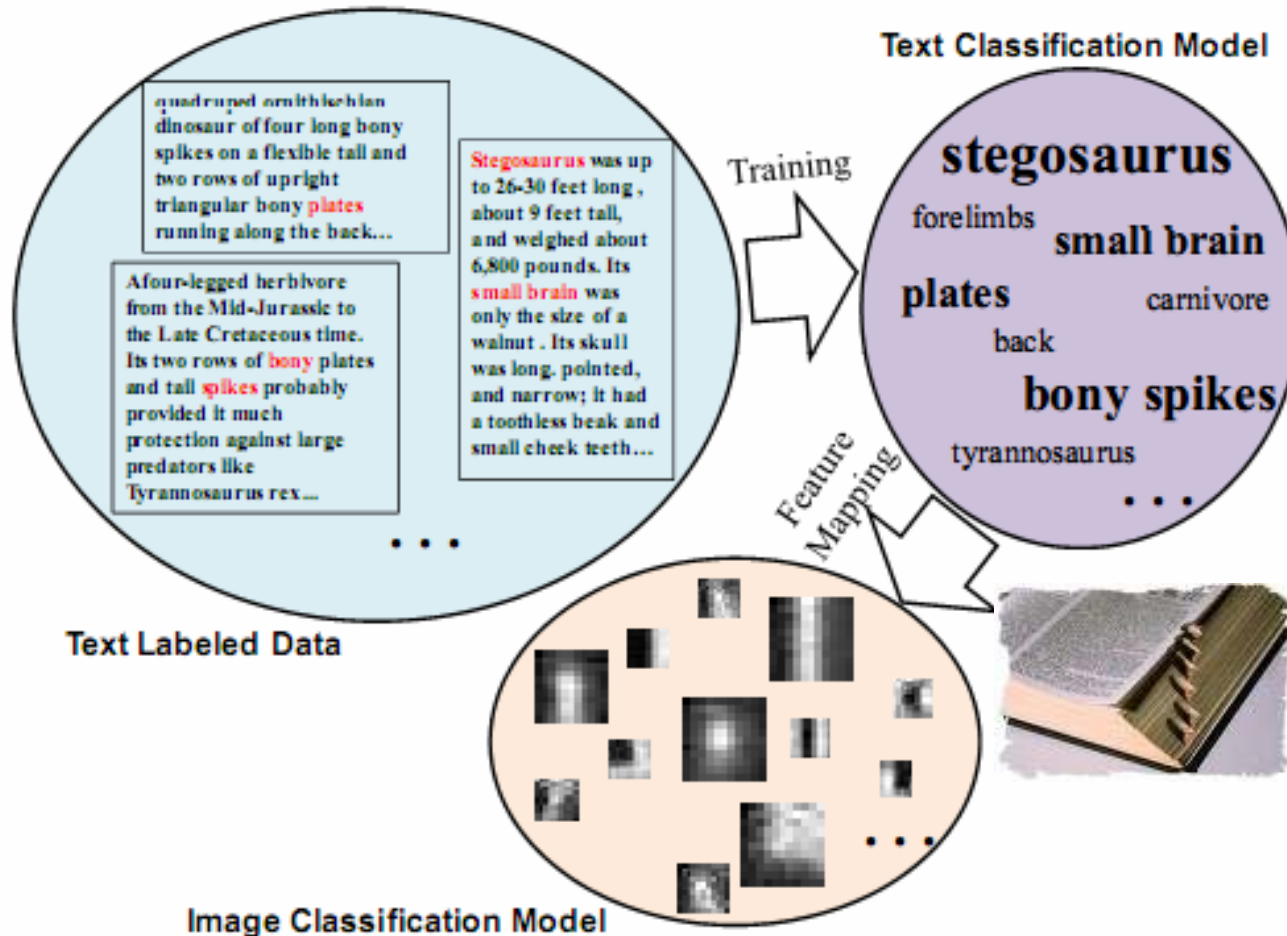 Text Classification Model
quadruped ornithischian
dinosaur of four long bony
spikes on a flexible tail and
two rows of upright
triangular bony plates
running along the back...
Stegosaurus was up
to 26-30 feet long ,
about 9 feet tall,
and weighed about
6,800 pounds. Its
small brain was
only the size of a
walnut . Its skull
was long. pointed,
and narrow; it had
a toothless beak and
small cheek teeth...
Afour-legged herbivore
from the Mid-Jurassic to
the Late Cretaceous time.
Its two rows of bony plates
and tail spikes probably
provided it much
protection against large
predators like
Tyrannosaurus rex...
. . .
Text Labeled Data
Training
stegosaurus
forelimbs
small brain
plates
carnivore
back
bony spikes
tyrannosaurus
. . .
Feature
Mapping
. . .
Image Classification Model